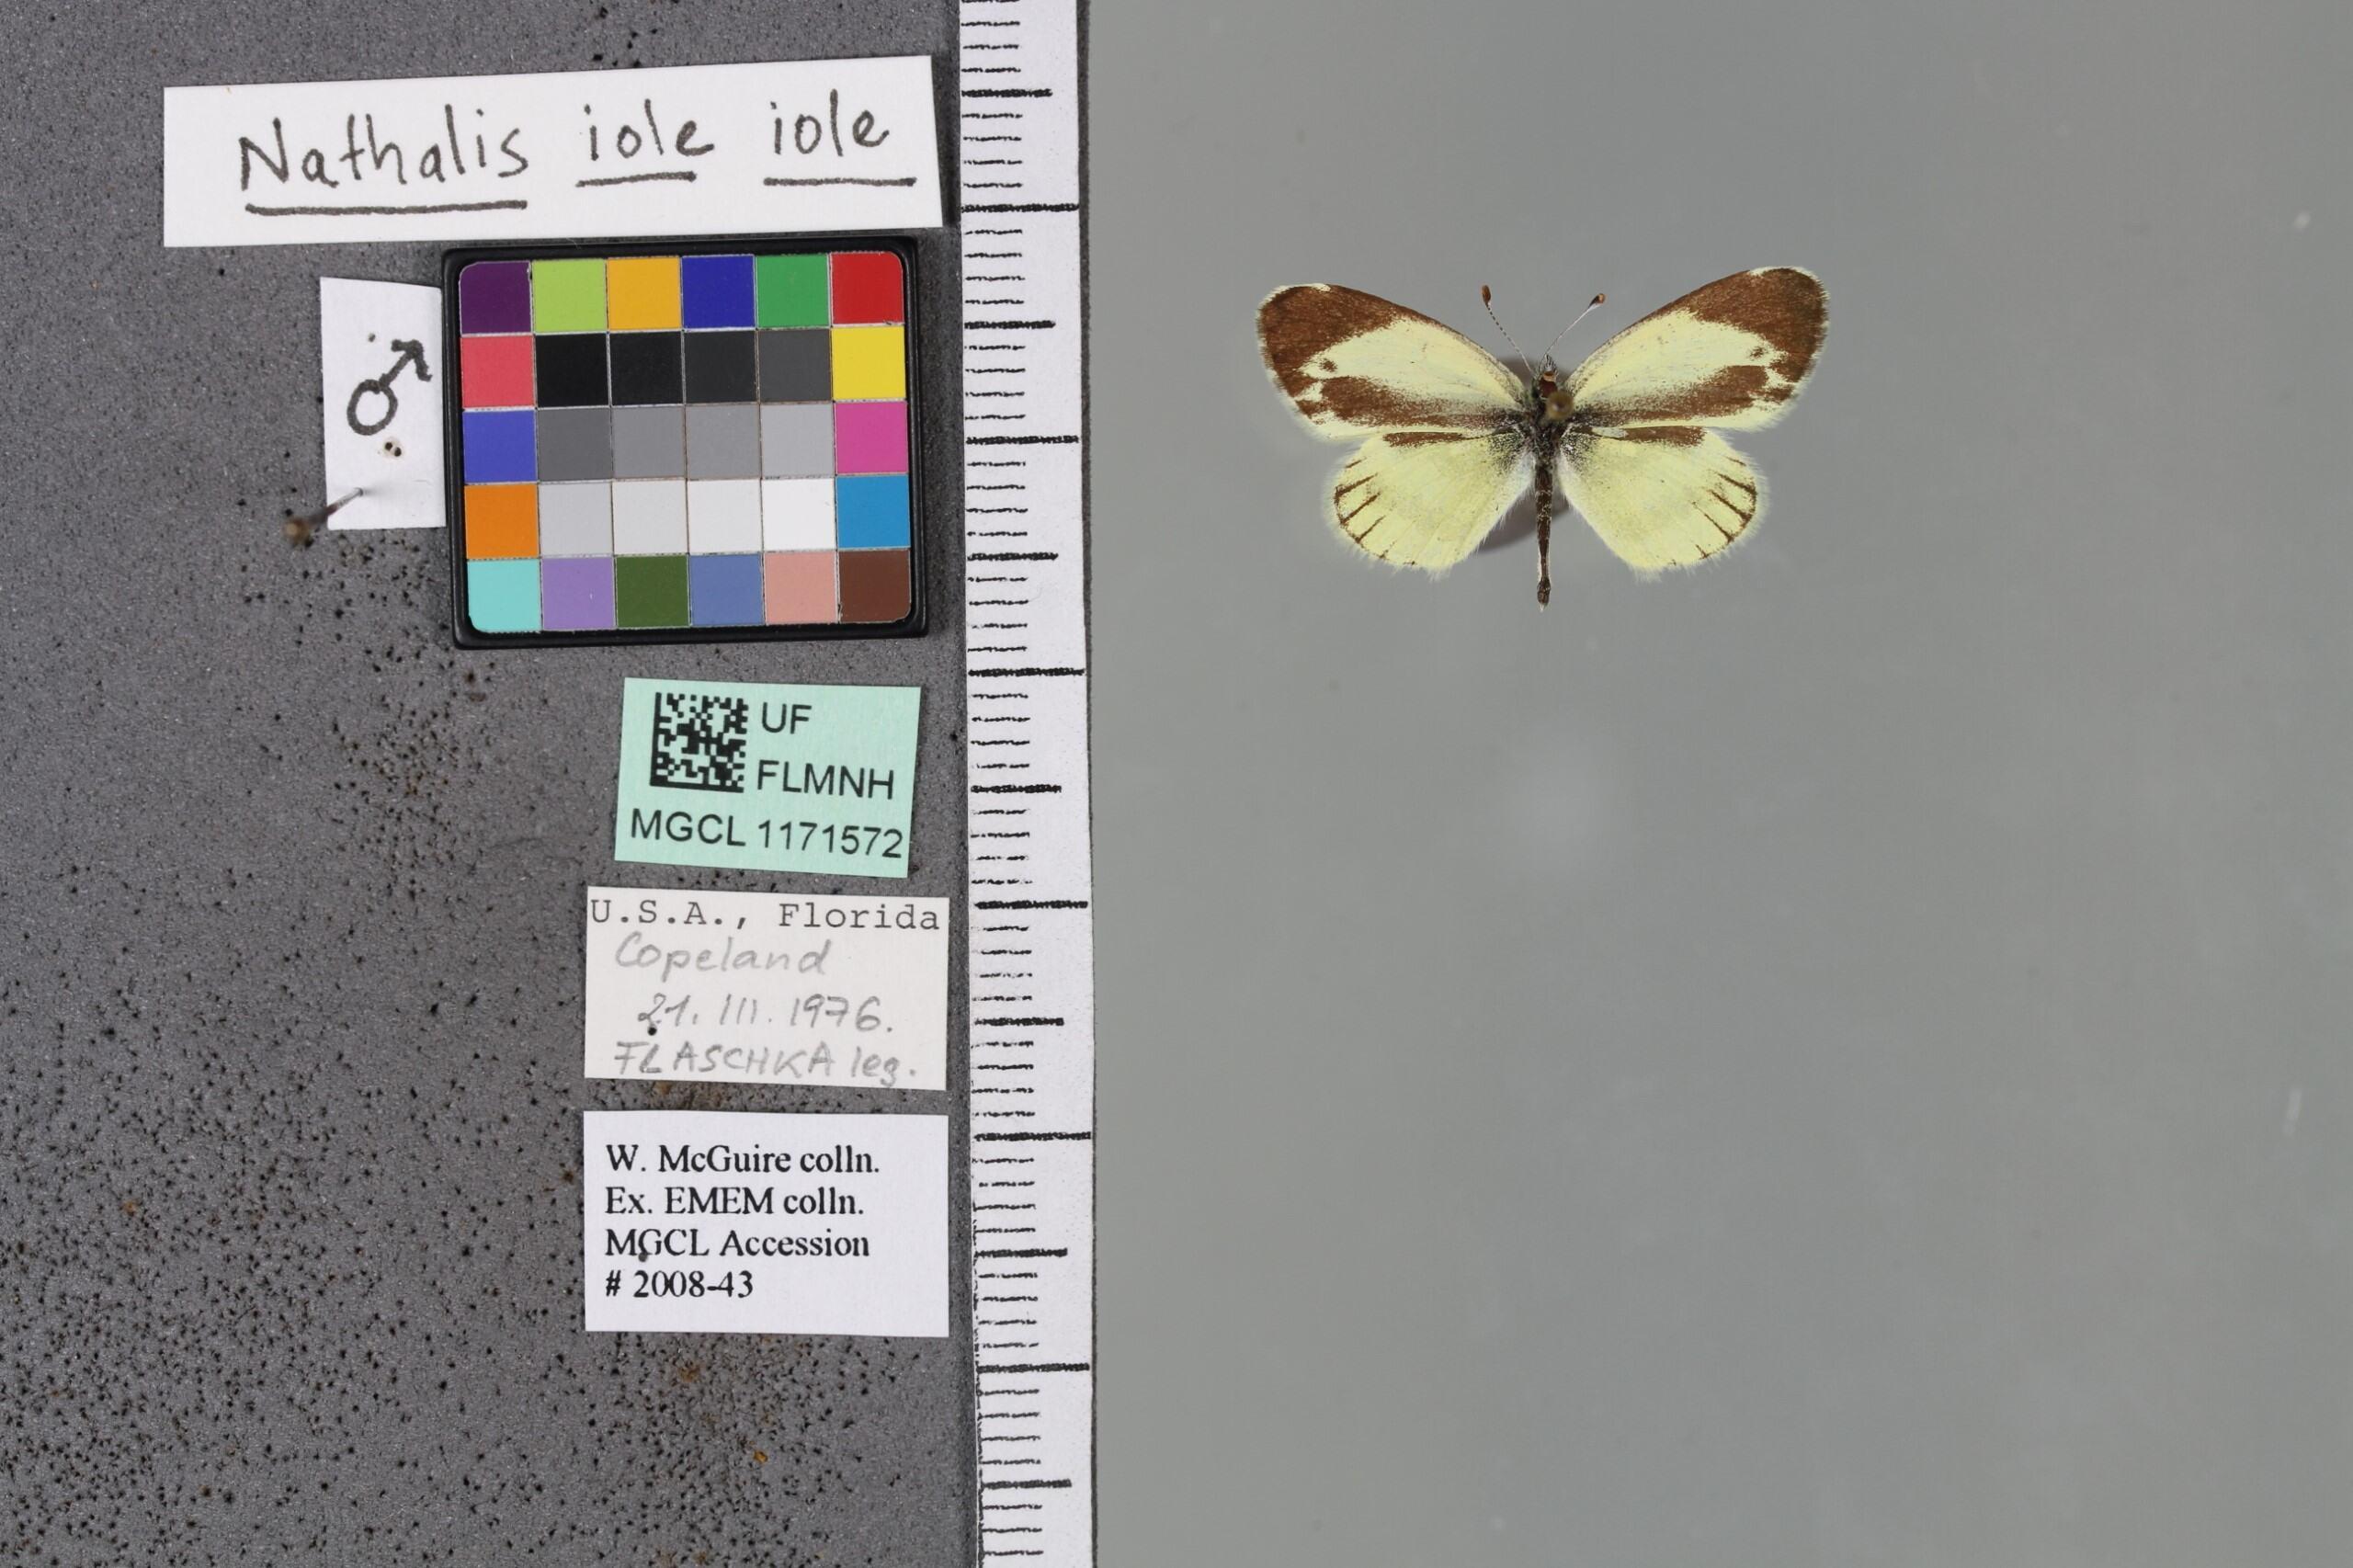 Nathalis iole iole
♂
UF
FLMNH
MGCL 1171572
U.S.A., Florida
Copeland
21. III. 1976.
FLASCHKA leg.
W. McGuire colln.
Ex. EMEM colln.
MGCL Accession
# 2008-43